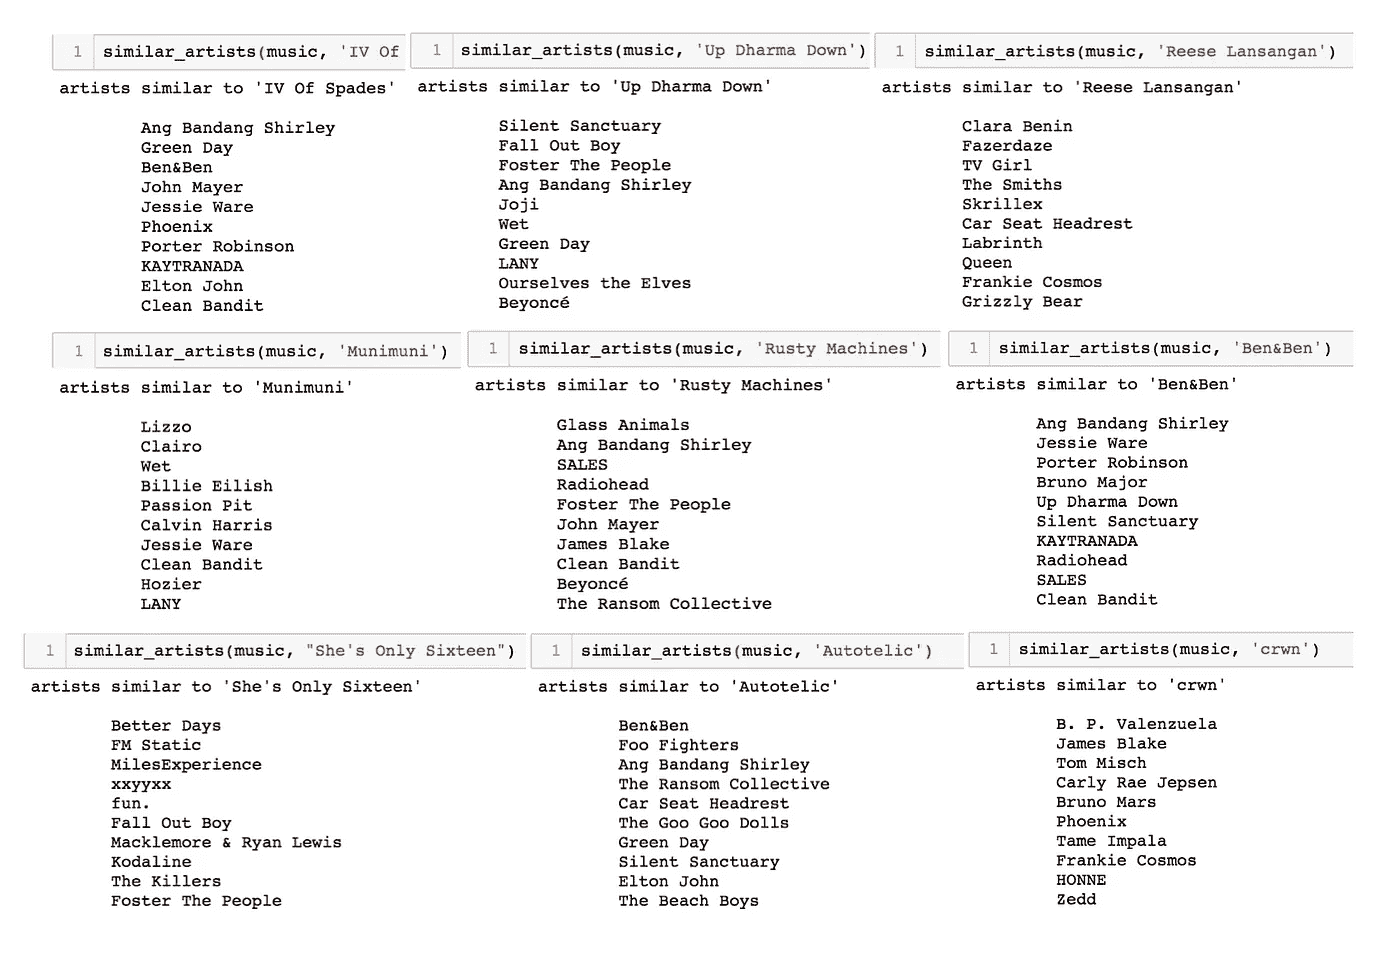 1 similar_artists(music, 'IV Of
artists similar to 'IV Of Spades'
Ang Bandang Shirley
Green Day
Ben&Ben
John Mayer
Jessie Ware
Phoenix
Porter Robinson
KAYTRANADA
Elton John
Clean Bandit
1 similar_artists(music, 'Up Dharma Down')
artists similar to 'Up Dharma Down'
Silent Sanctuary
Fall Out Boy
Foster The People
Ang Bandang Shirley
Joji
Wet
Green Day
LANY
Ourselves the Elves
Beyoncé
1 similar_artists(music, 'Reese Lansangan')
artists similar to 'Reese Lansangan'
Clara Benin
Fazerdaze
TV Girl
The Smiths
Skrillex
Car Seat Headrest
Labrinth
Queen
Frankie Cosmos
Grizzly Bear
1 similar_artists(music, 'Munimuni')
artists similar to 'Munimuni'
Lizzo
Clairo
Wet
Billie Eilish
Passion Pit
Calvin Harris
Jessie Ware
Clean Bandit
Hozier
LANY
1 similar_artists(music, 'Rusty Machines')
artists similar to 'Rusty Machines'
Glass Animals
Ang Bandang Shirley
SALES
Radiohead
Foster The People
John Mayer
James Blake
Clean Bandit
Beyoncé
The Ransom Collective
1 similar_artists(music, 'Ben&Ben')
artists similar to 'Ben&Ben'
Ang Bandang Shirley
Jessie Ware
Porter Robinson
Bruno Major
Up Dharma Down
Silent Sanctuary
KAYTRANADA
Radiohead
SALES
Clean Bandit
1 similar_artists(music, "She's Only Sixteen")
artists similar to 'She's Only Sixteen'
Better Days
FM Static
MilesExperience
xxyyxx
fun.
Fall Out Boy
Macklemore & Ryan Lewis
Kodaline
The Killers
Foster The People
1 similar_artists(music, 'Autotelic')
artists similar to 'Autotelic'
Ben&Ben
Foo Fighters
Ang Bandang Shirley
The Ransom Collective
Car Seat Headrest
The Goo Goo Dolls
Green Day
Silent Sanctuary
Elton John
The Beach Boys
1 similar_artists(music, 'crwn')
artists similar to 'crwn'
B. P. Valenzuela
James Blake
Tom Misch
Carly Rae Jepsen
Bruno Mars
Phoenix
Tame Impala
Frankie Cosmos
HONNE
Zedd